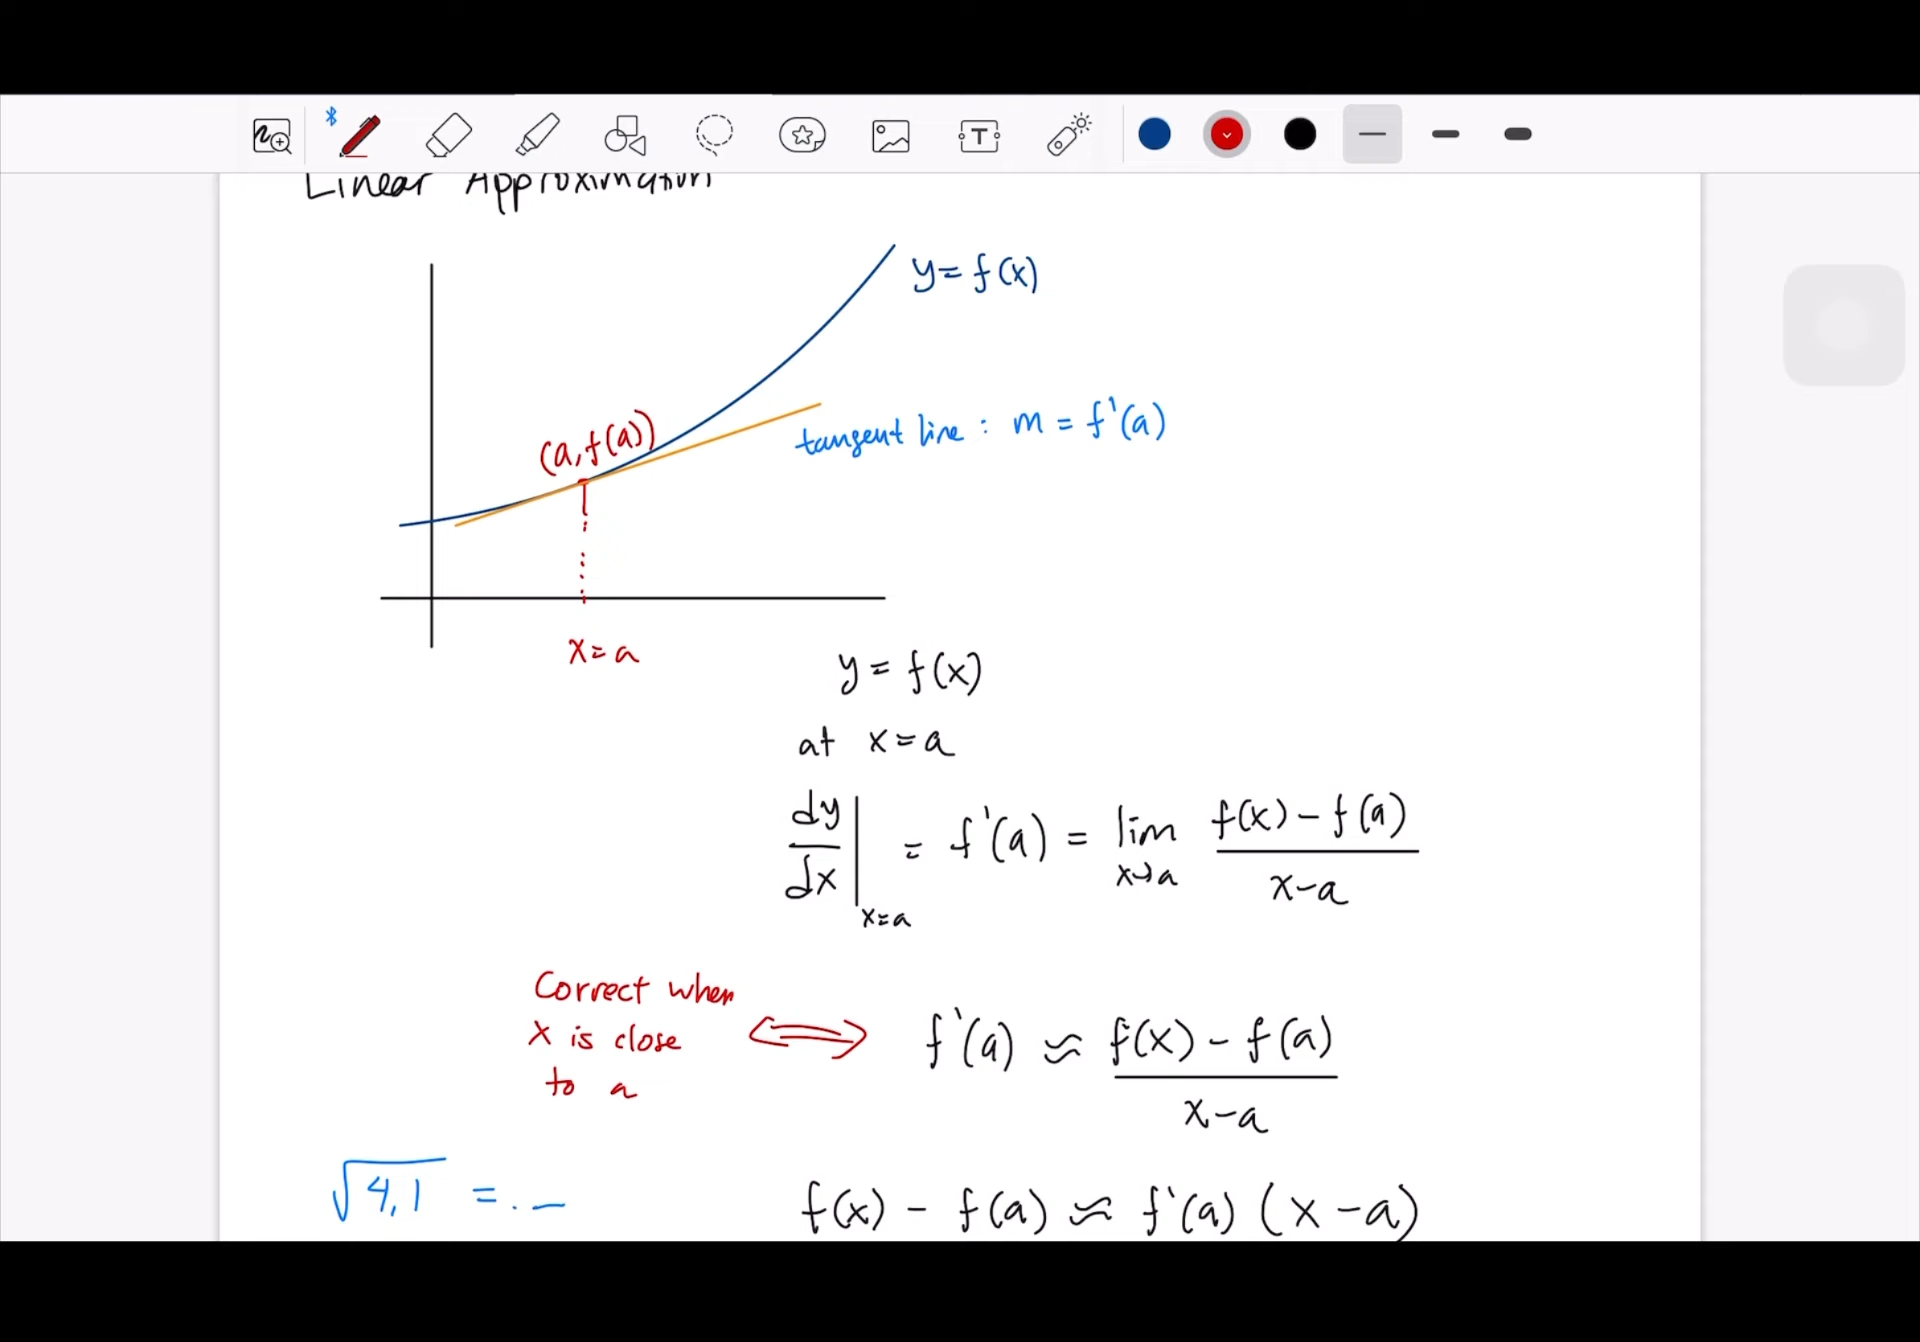 Linear Approximation
y = f(x)
(a, f(a))
tangent line : m = f'(a)
x = a
y = f(x)
at x = a
dy/dx |x=a = f'(a) = lim x→a f(x) - f(a) / x - a
Correct when
x is close
to a
⟺ f'(a) ≈ f(x) - f(a) / x - a
√4,1 = . _
f(x) - f(a) ≈ f'(a) (x - a)